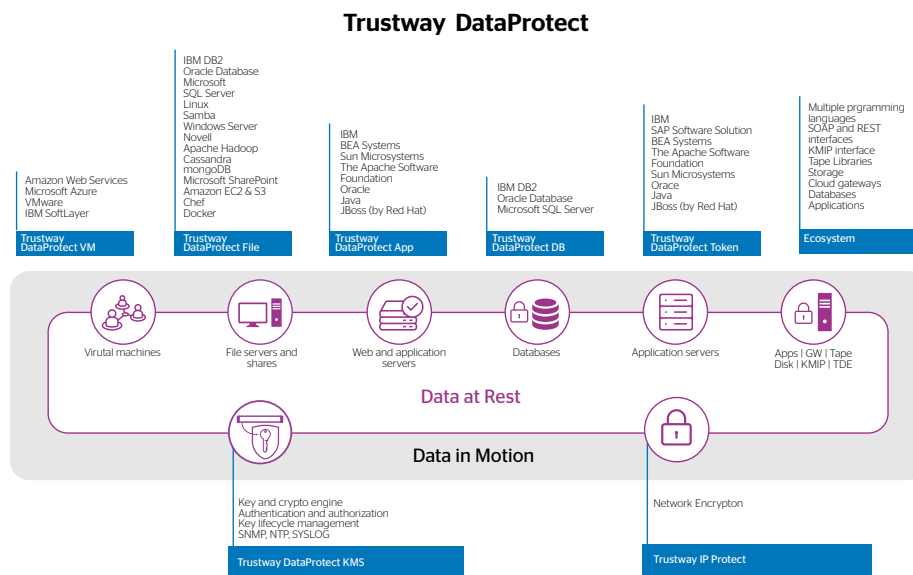 Trustway DataProtect
Amazon Web Services
Microsoft Azure
VMware
IBM SoftLayer
Trustway
DataProtect VM
IBM DB2
Oracle Database
Microsoft
SQL Server
Linux
Samba
Windows Server
Novell
Apache Hadoop
Cassandra
mongoDB
Microsoft SharePoint
Amazon EC2 & S3
Chef
Docker
Trustway
DataProtect File
IBM
BEA Systems
Sun Microsystems
The Apache Software
Foundation
Oracle
Java
JBoss (by Red Hat)
Trustway
DataProtect App
IBM DB2
Oracle Database
Microsoft SQL Server
Trustway
DataProtect DB
IBM
SAP Software Solution
BEA Systems
The Apache Software
Foundation
Sun Microsystems
Orace
Java
JBoss (by Red Hat)
Trustway
DataProtect Token
Multiple prgramming
languages
SOAP and REST
interfaces
KMIP interface
Tape Libraries
Storage
Cloud gateways
Databases
Applications
Ecosystem
Virutal machines
File servers and
shares
Web and application
servers
Databases
Application servers
Apps | GW | Tape
Disk | KMIP | TDE
Data at Rest
Data in Motion
Key and crypto engine
Authentication and authorization
Key lifecycle management
SNMP, NTP, SYSLOG
Trustway DataProtect KMS
Network Encrypton
Trustway IP Protect